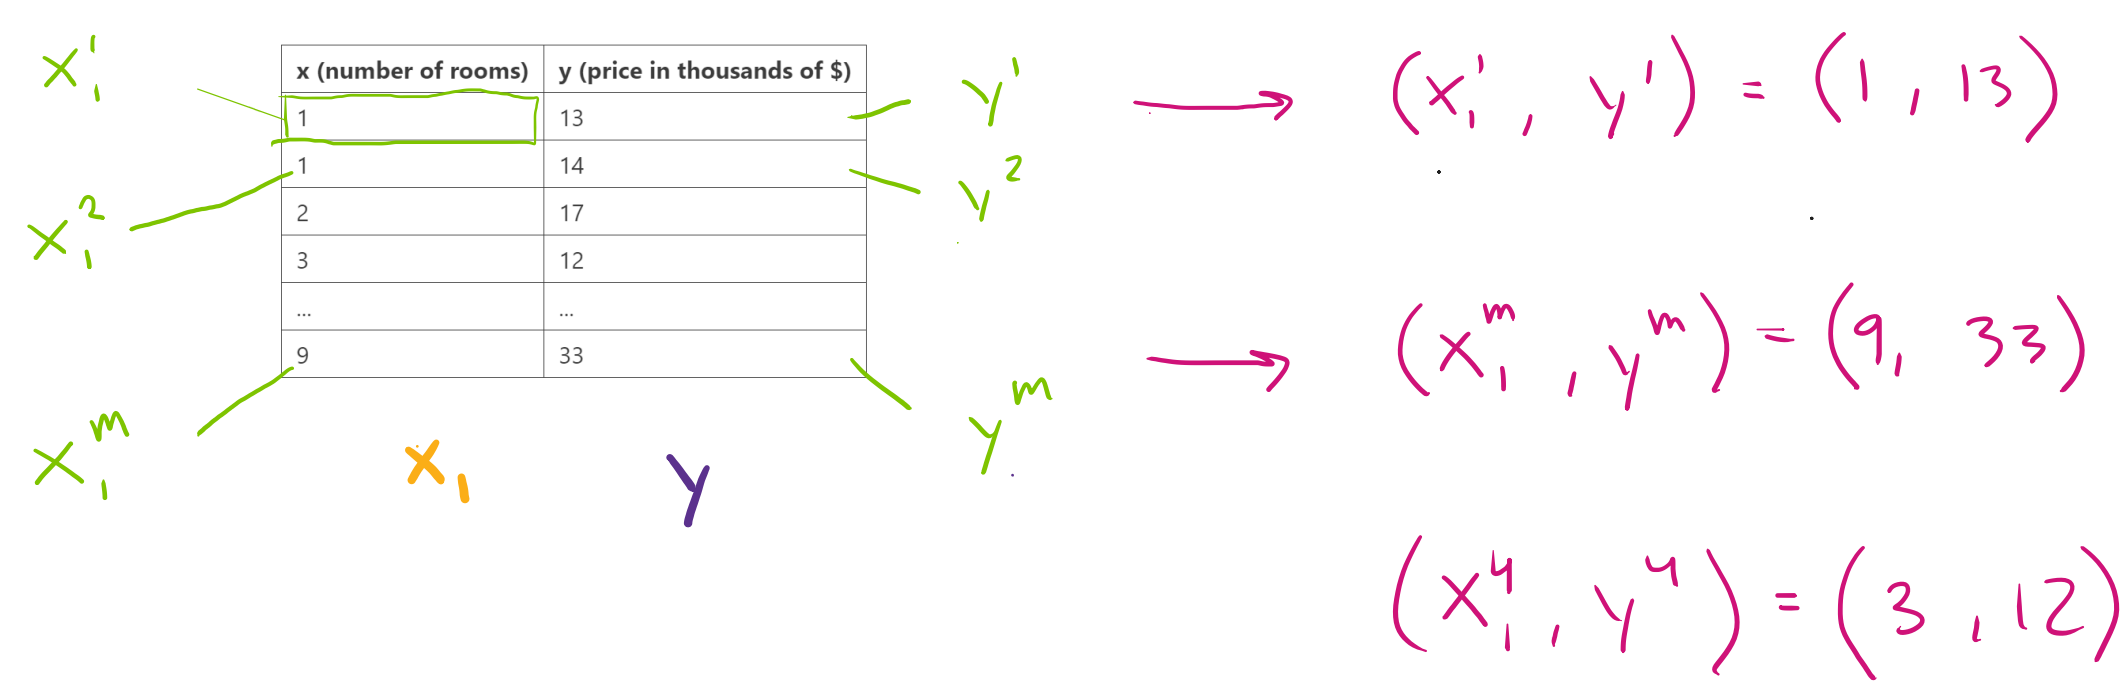 x₁¹
x (number of rooms) y (price in thousands of $)
1 13 y¹ (x₁¹, y¹) = (1, 13)
x₁² 1 14 y²
2 17
3 12
... ...
9 33 (x₁ᵐ, yᵐ) = (9, 33)
x₁ᵐ x₁ y yᵐ
(x₁⁴, y⁴) = (3, 12)